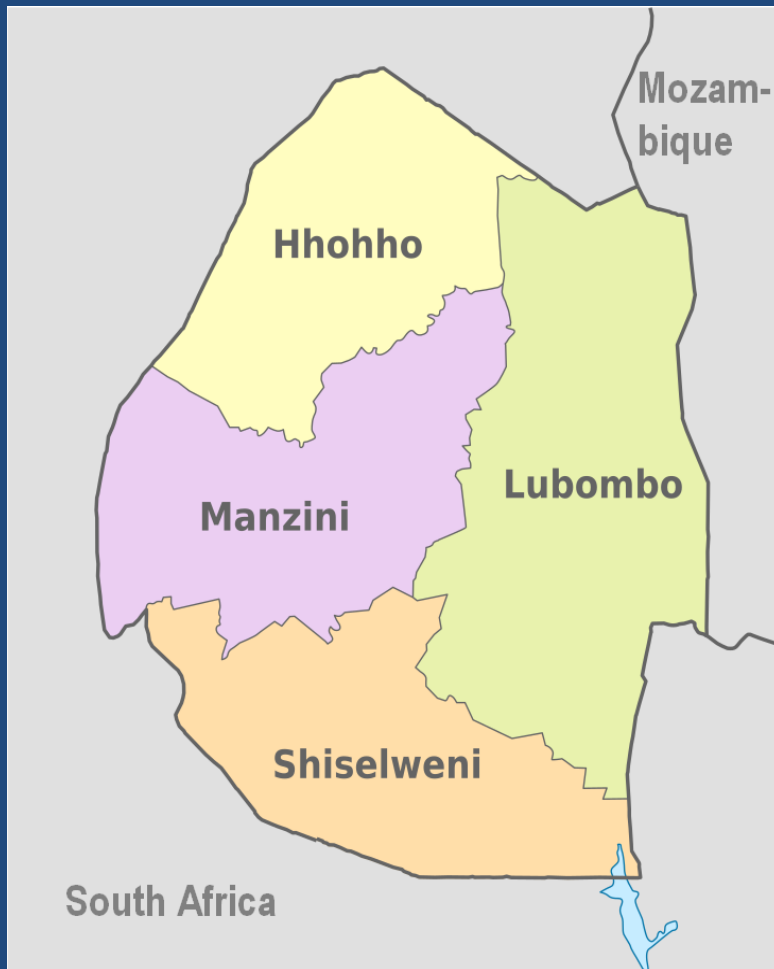 Mozam-
bique
Hhohho
Lubombo
Manzini
Shiselweni
South Africa